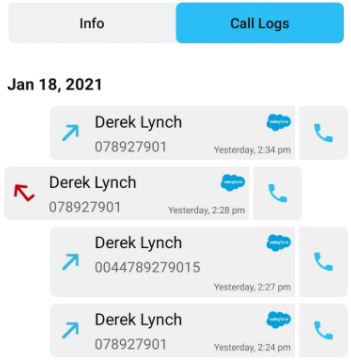 Info Call Logs
Jan 18, 2021
Derek Lynch
078927901
Yesterday, 2:34 pm
Derek Lynch
078927901
Yesterday, 2:28 pm
Derek Lynch
0044789279015
Yesterday, 2:27 pm
Derek Lynch
078927901
Yesterday, 2:24 pm